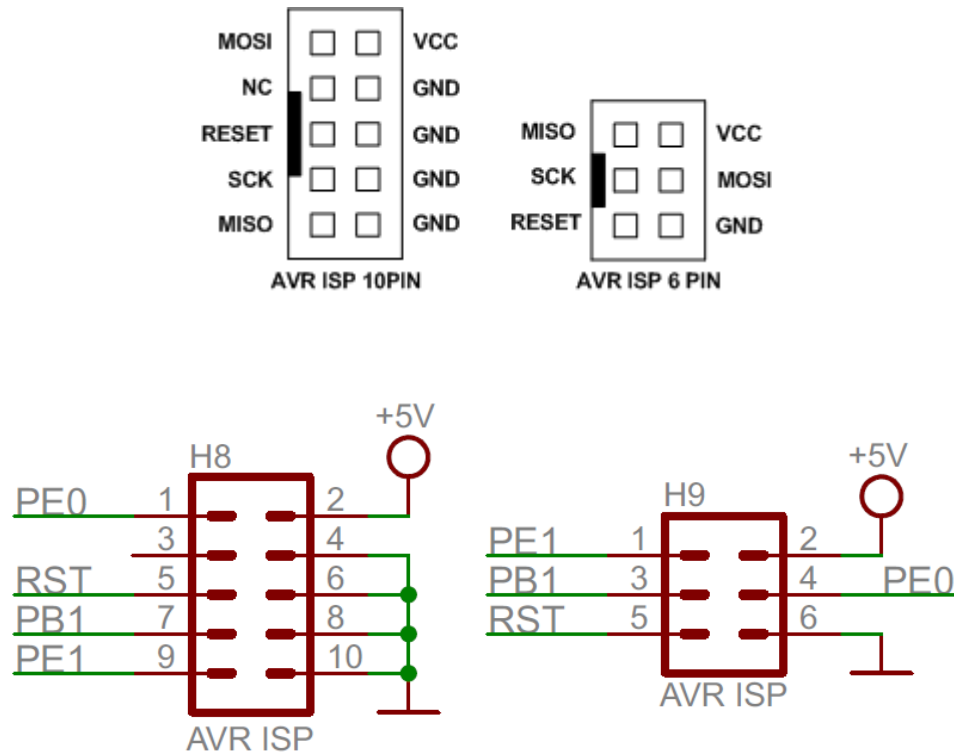 MOSI VCC
NC GND
RESET GND
SCK GND
MISO GND
AVR ISP 10PIN
MISO VCC
SCK MOSI
RESET GND
AVR ISP 6 PIN
+5V
H8
PE0 1 2
3 4
RST 5 6
PB1 7 8
PE1 9 10
AVR ISP
+5V
H9
PE1 1 2
PB1 3 4 PE0
RST 5 6
AVR ISP